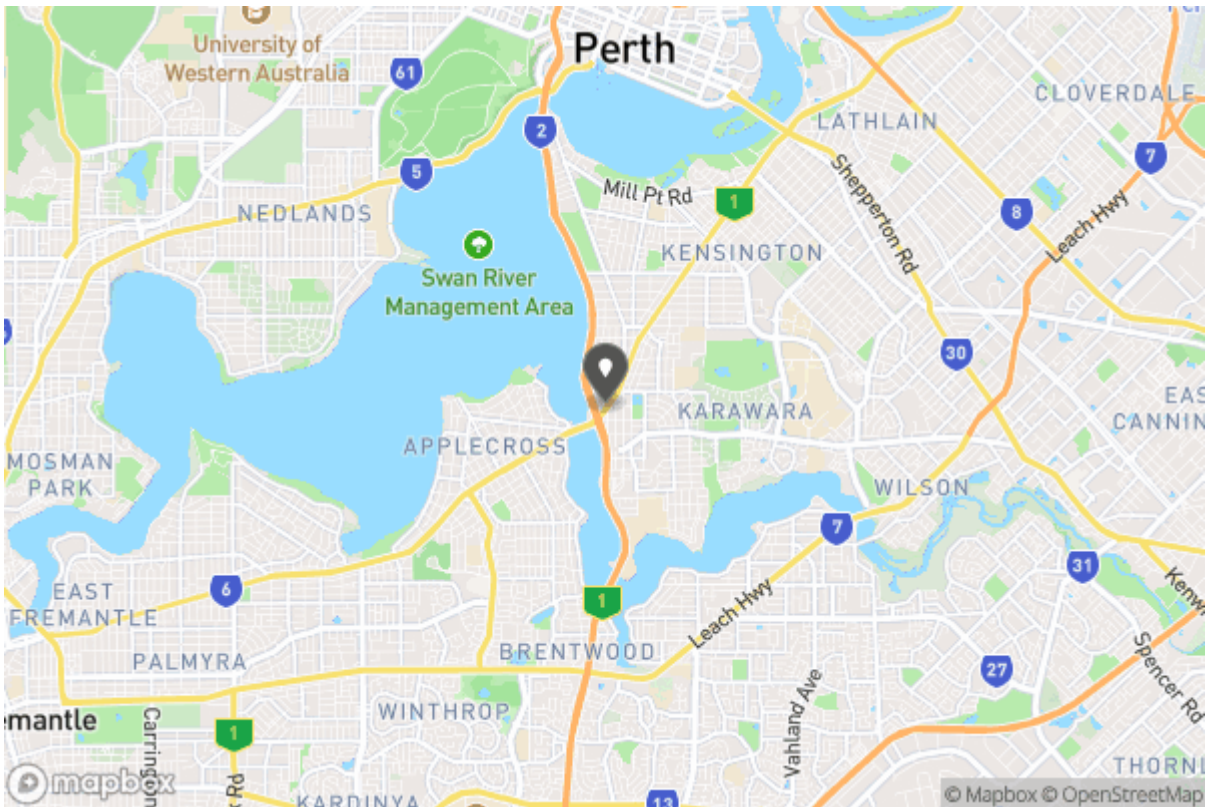 University of
Western Australia
Perth
61
CLOVERDALE
2
LATHLAIN
7
5
Mill Pt Rd
1
Shepperton Rd
8
Leach Hwy
NEDLANDS
KENSINGTON
Swan River
Management Area
30
KARAWARA
EAS
CANNIN
APPLECROSS
MOSMAN
PARK
WILSON
7
31
6
EAST
FREMANTLE
1
Leach Hwy
Kenw
BRENTWOOD
PALMYRA
27
Spencer Rd
Vahland Ave
WINTHROP
emantle
1
Carrington
Rd
THORNL
KARDINYA
13
mapbox
© Mapbox © OpenStreetMap